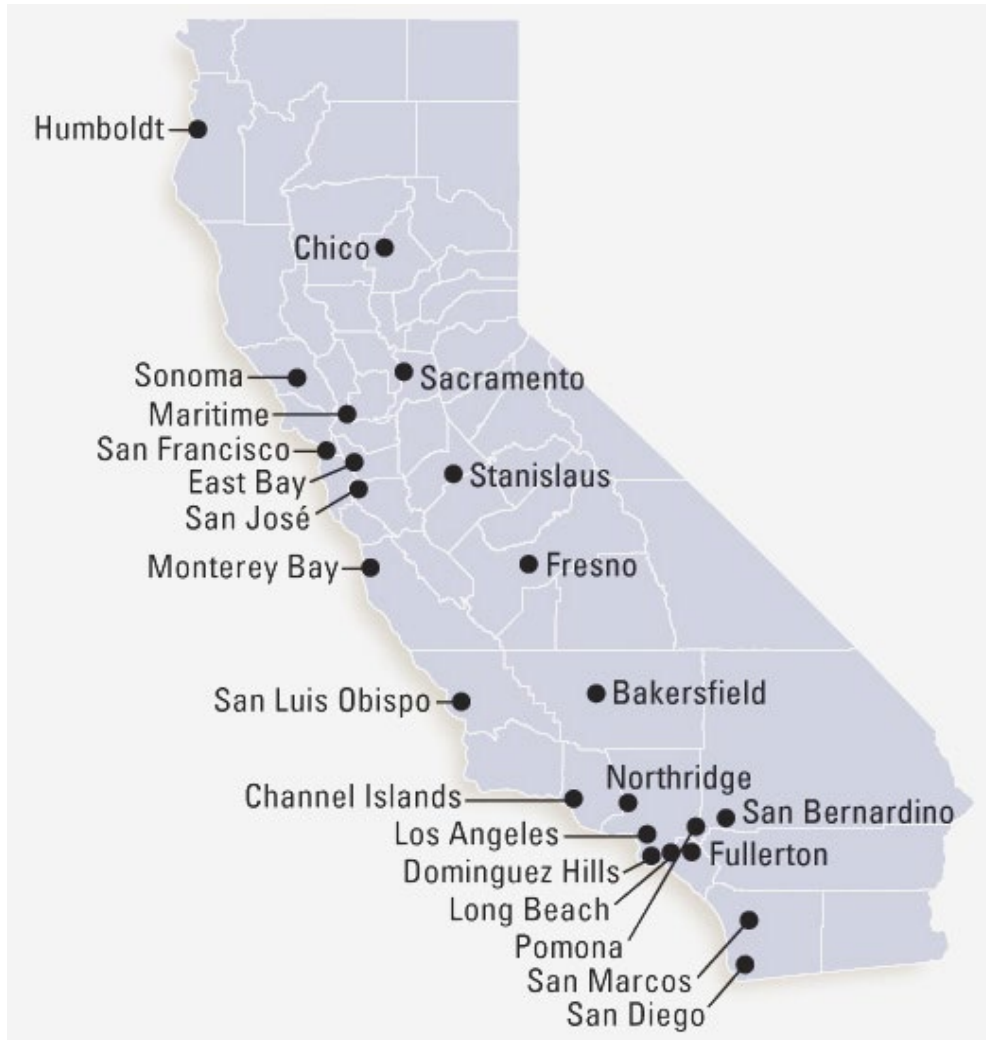 Humboldt
Chico
Sonoma
Sacramento
Maritime
San Francisco
East Bay
Stanislaus
San José
Monterey Bay
Fresno
San Luis Obispo
Bakersfield
Northridge
Channel Islands
San Bernardino
Los Angeles
Fullerton
Dominguez Hills
Long Beach
Pomona
San Marcos
San Diego